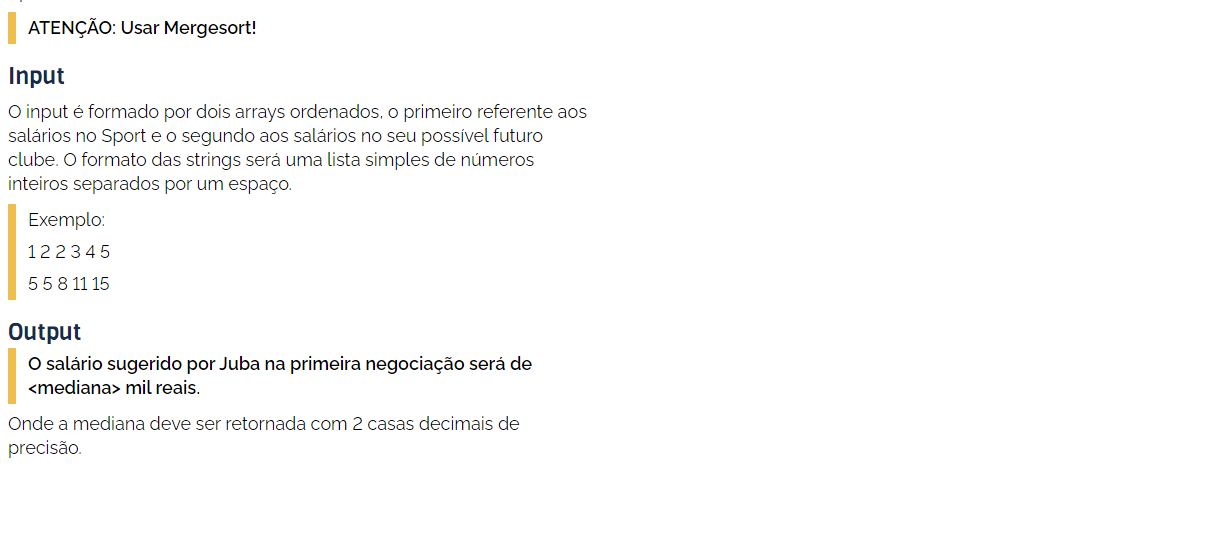 ATENÇÃO: Usar Mergesort!
Input
O input é formado por dois arrays ordenados, o primeiro referente aos
salários no Sport e o segundo aos salários no seu possível futuro
clube. O formato das strings será uma lista simples de números
inteiros separados por um espaço.
Exemplo:
1 2 2 3 4 5
5 5 8 11 15
Output
O salário sugerido por Juba na primeira negociação será de
<mediana> mil reais.
Onde a mediana deve ser retornada com 2 casas decimais de
precisão.